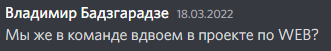 Владимир Бадзгарадзе 18.03.2022
Мы же в команде вдвоем в проекте по WEB?